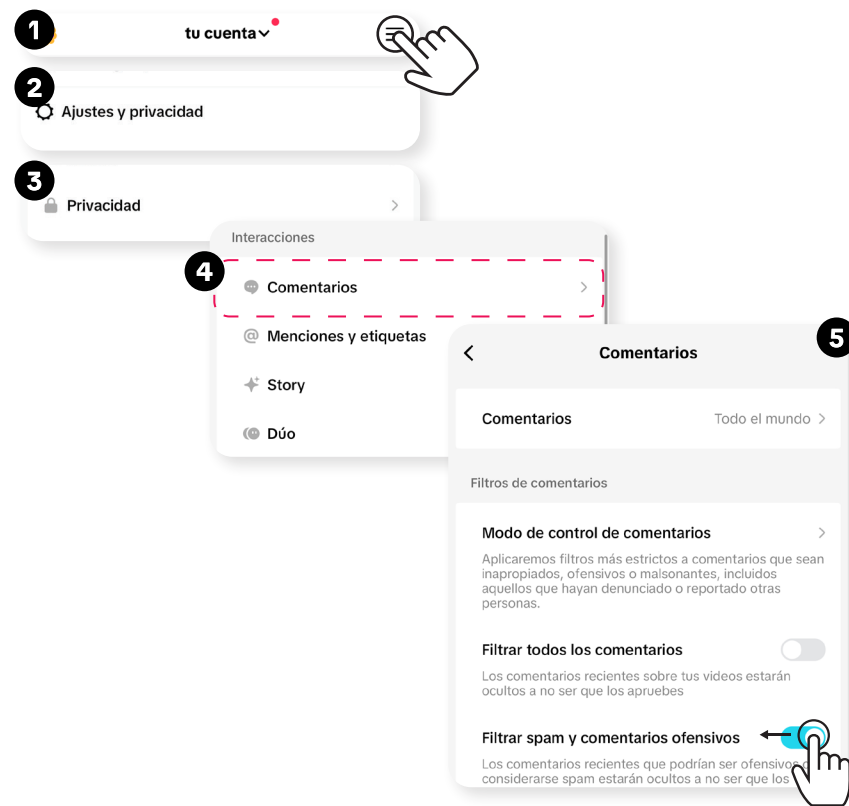 1
tu cuenta
2
Ajustes y privacidad
3
Privacidad
Interacciones
4
Comentarios
@ Menciones y etiquetas
Story
Dúo
5
Comentarios
Comentarios Todo el mundo
Filtros de comentarios
Modo de control de comentarios
Aplicaremos filtros más estrictos a comentarios que sean
inapropiados, ofensivos o malsonantes, incluidos
aquellos que hayan denunciado o reportado otras
personas.
Filtrar todos los comentarios
Los comentarios recientes sobre tus videos estarán
ocultos a no ser que los apruebes
Filtrar spam y comentarios ofensivos
Los comentarios recientes que podrían ser ofensivos
considerarse spam estarán ocultos a no ser que los